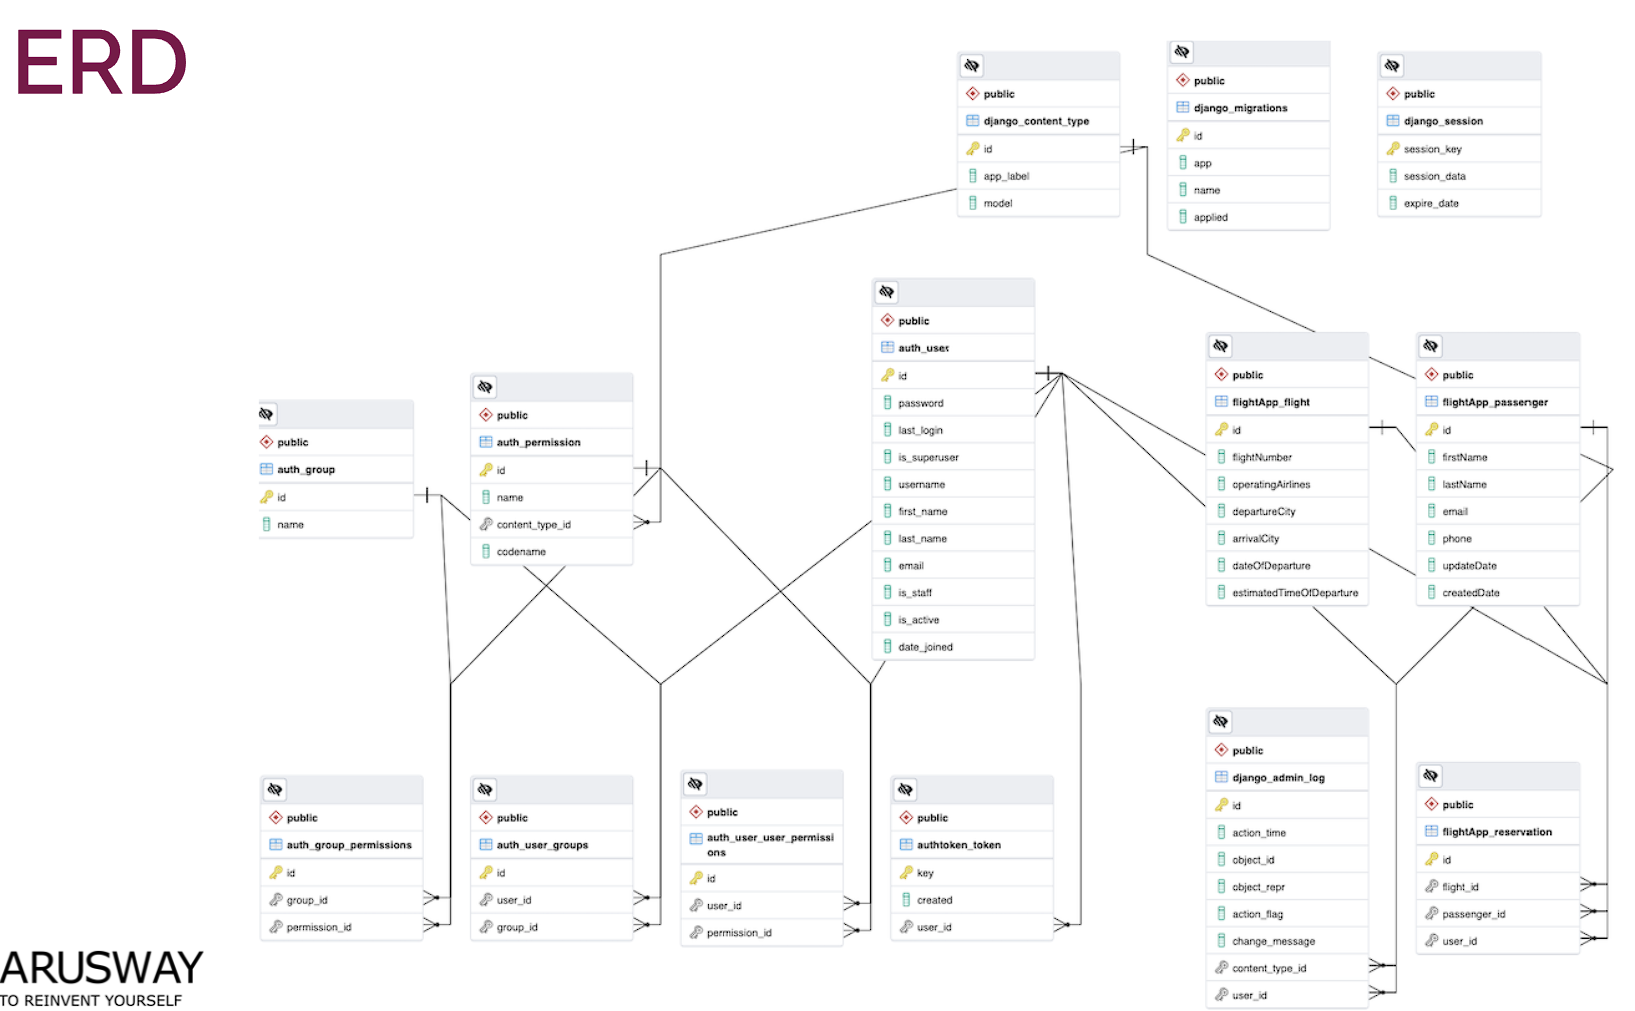 ERD
public
django_content_type
id
app_label
model
public
django_migrations
id
app
name
applied
public
django_session
session_key
session_data
expire_date
public
auth_user
id
password
last_login
is_superuser
username
first_name
last_name
email
is_staff
is_active
date_joined
public
flightApp_flight
id
flightNumber
operatingAirlines
departureCity
arrivalCity
dateOfDeparture
estimatedTimeOfDeparture
public
flightApp_passenger
id
firstName
lastName
email
phone
updateDate
createdDate
public
auth_permission
id
name
content_type_id
codename
public
auth_group
id
name
public
auth_group_permissions
id
group_id
permission_id
public
auth_user_groups
id
user_id
group_id
public
auth_user_user_permissi
ons
id
user_id
permission_id
public
authtoken_token
key
created
user_id
public
django_admin_log
id
action_time
object_id
object_repr
action_flag
change_message
content_type_id
user_id
public
flightApp_reservation
id
flight_id
passenger_id
user_id
ARUSWAY
TO REINVENT YOURSELF